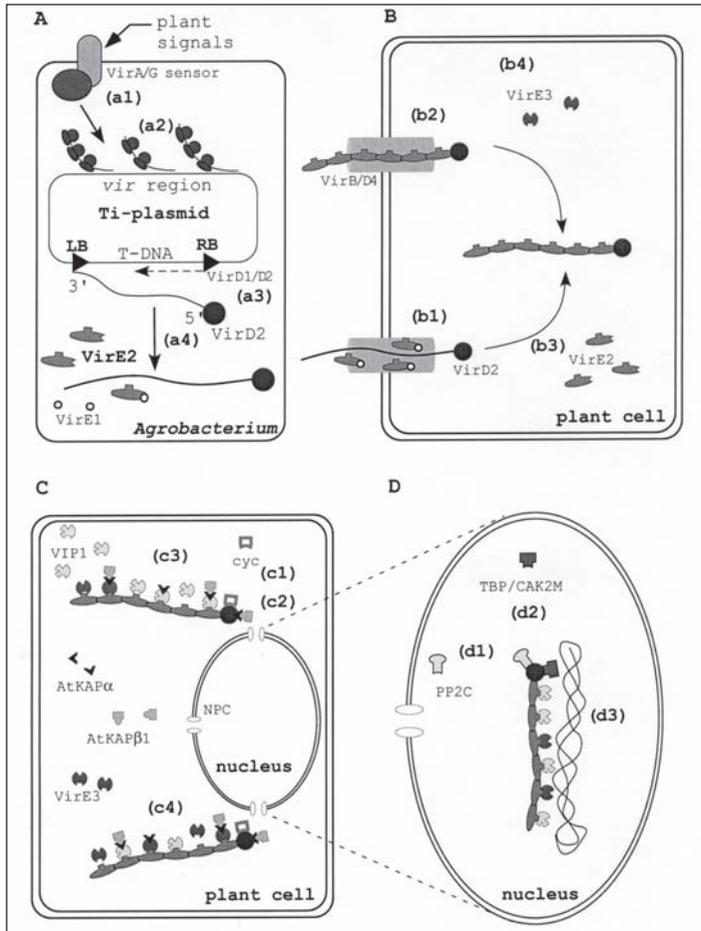 A
plant
signals
VirA/G sensor
(a1)
(a2)
vir region
Ti-plasmid
LB
T-DNA
RB
VirD1/D2
3'
(a3)
5'
VirD2
(a4)
VirE2
VirE1
Agrobacterium
B
(b4)
VirE3
(b2)
VirB/D4
(b1)
VirD2
(b3)
VirE2
plant cell
C
VIP1
(c3)
cyc
(c1)
(c2)
AtKAPα
NPC
AtKAPβ1
nucleus
VirE3
(c4)
plant cell
D
TBP/CAK2M
(d2)
(d1)
PP2C
(d3)
nucleus